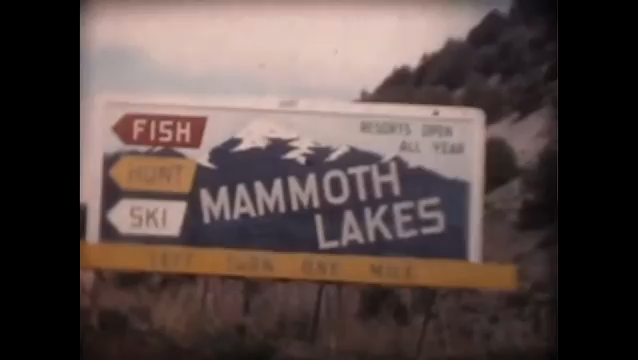 FISH
HUNT
SKI
RESORTS OPEN
ALL YEAR
MAMMOTH
LAKES
LEFT TURN ONE MILE